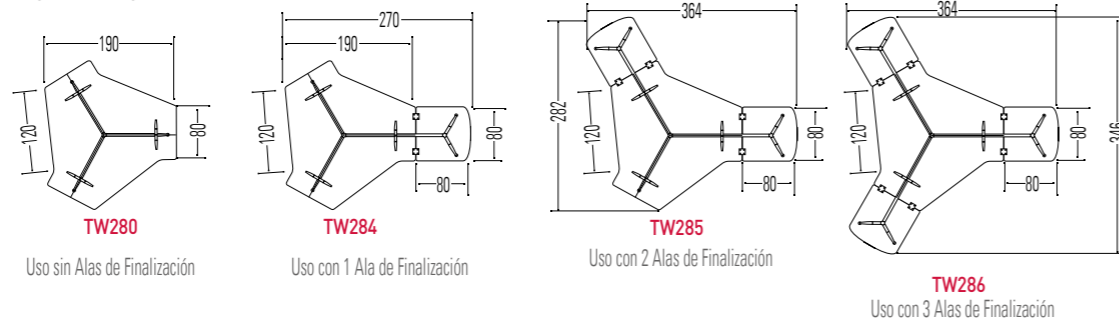 190
120
80
TW280
Uso sin Alas de Finalización
270
190
120
80
80
TW284
Uso con 1 Ala de Finalización
364
282
120
80
80
TW285
Uso con 2 Alas de Finalización
364
120
80
346
80
TW286
Uso con 3 Alas de Finalización